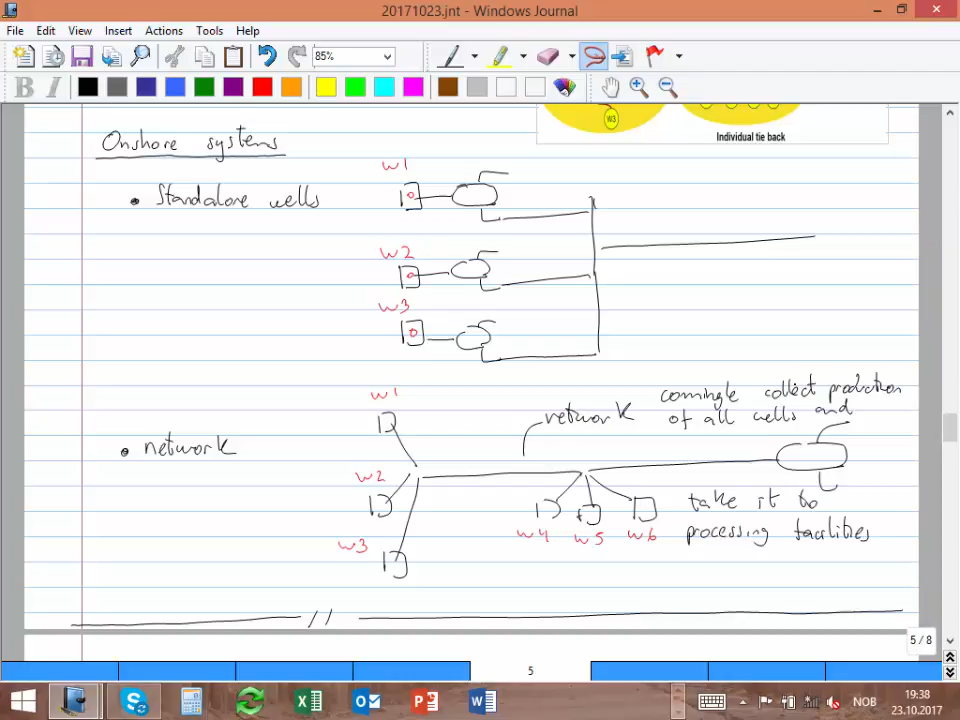 20171023.jnt - Windows Journal
File Edit View Insert Actions Tools Help
85%
W3
Individual tie back
Onshore systems
• Standalone wells
W1
W2
W3
• network
W1
W2
W3
network
comingle collect production
of all wells and
take it to
processing facilities
W4 W5 W6
5/8
5
NOB
19:38
23.10.2017